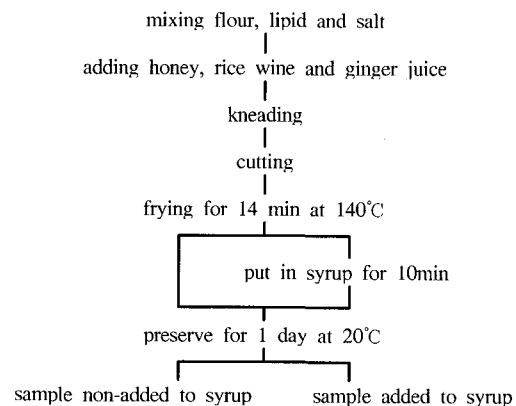 mixing flour, lipid and salt
adding honey, rice wine and ginger juice
kneading
cutting
frying for 14 min at 140℃
put in syrup for 10min
preserve for 1 day at 20℃
sample non-added to syrup
sample added to syrup